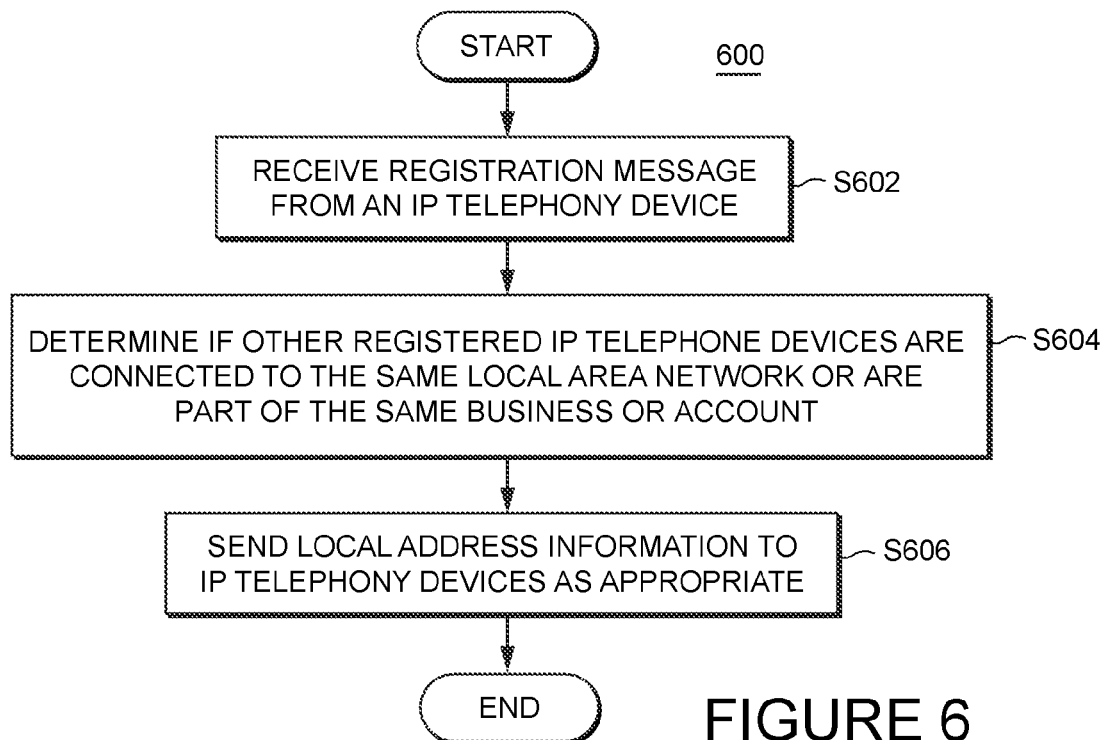 START
600
RECEIVE REGISTRATION MESSAGE
FROM AN IP TELEPHONY DEVICE
S602
DETERMINE IF OTHER REGISTERED IP TELEPHONE DEVICES ARE
CONNECTED TO THE SAME LOCAL AREA NETWORK OR ARE
PART OF THE SAME BUSINESS OR ACCOUNT
S604
SEND LOCAL ADDRESS INFORMATION TO
IP TELEPHONY DEVICES AS APPROPRIATE
S606
END
FIGURE 6